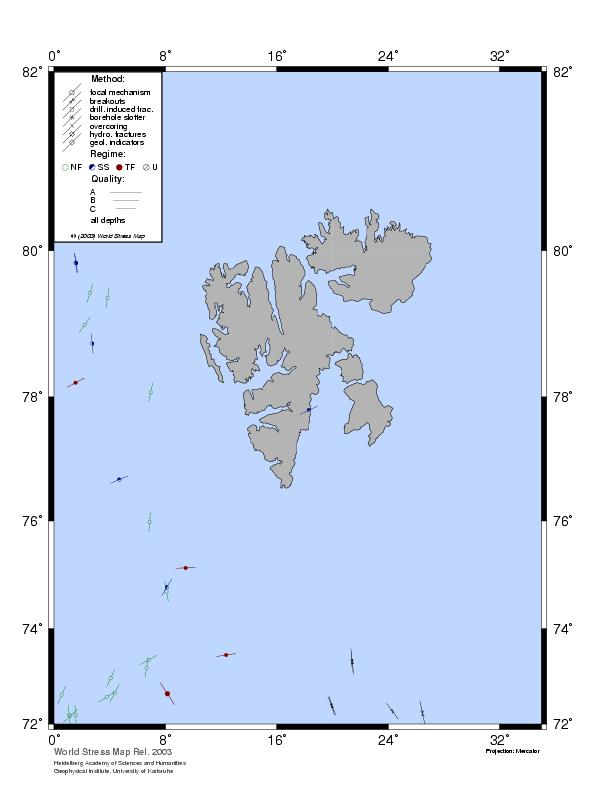 0° 8° 16° 24° 32°
82° 82°
Method:
focal mechanism
breakouts
drill. induced frac.
borehole slotter
overcoring
hydro. fractures
geol. indicators
Regime:
NF SS TF U
Quality:
A
B
C
all depths
© (2003) World Stress Map
80° 80°
78° 78°
76° 76°
74° 74°
72° 72°
0° 8° 16° 24° 32°
World Stress Map Rel. 2003
Projection: Mercator
Heidelberg Academy of Sciences and Humanities
Geophysical Institute, University of Karlsruhe